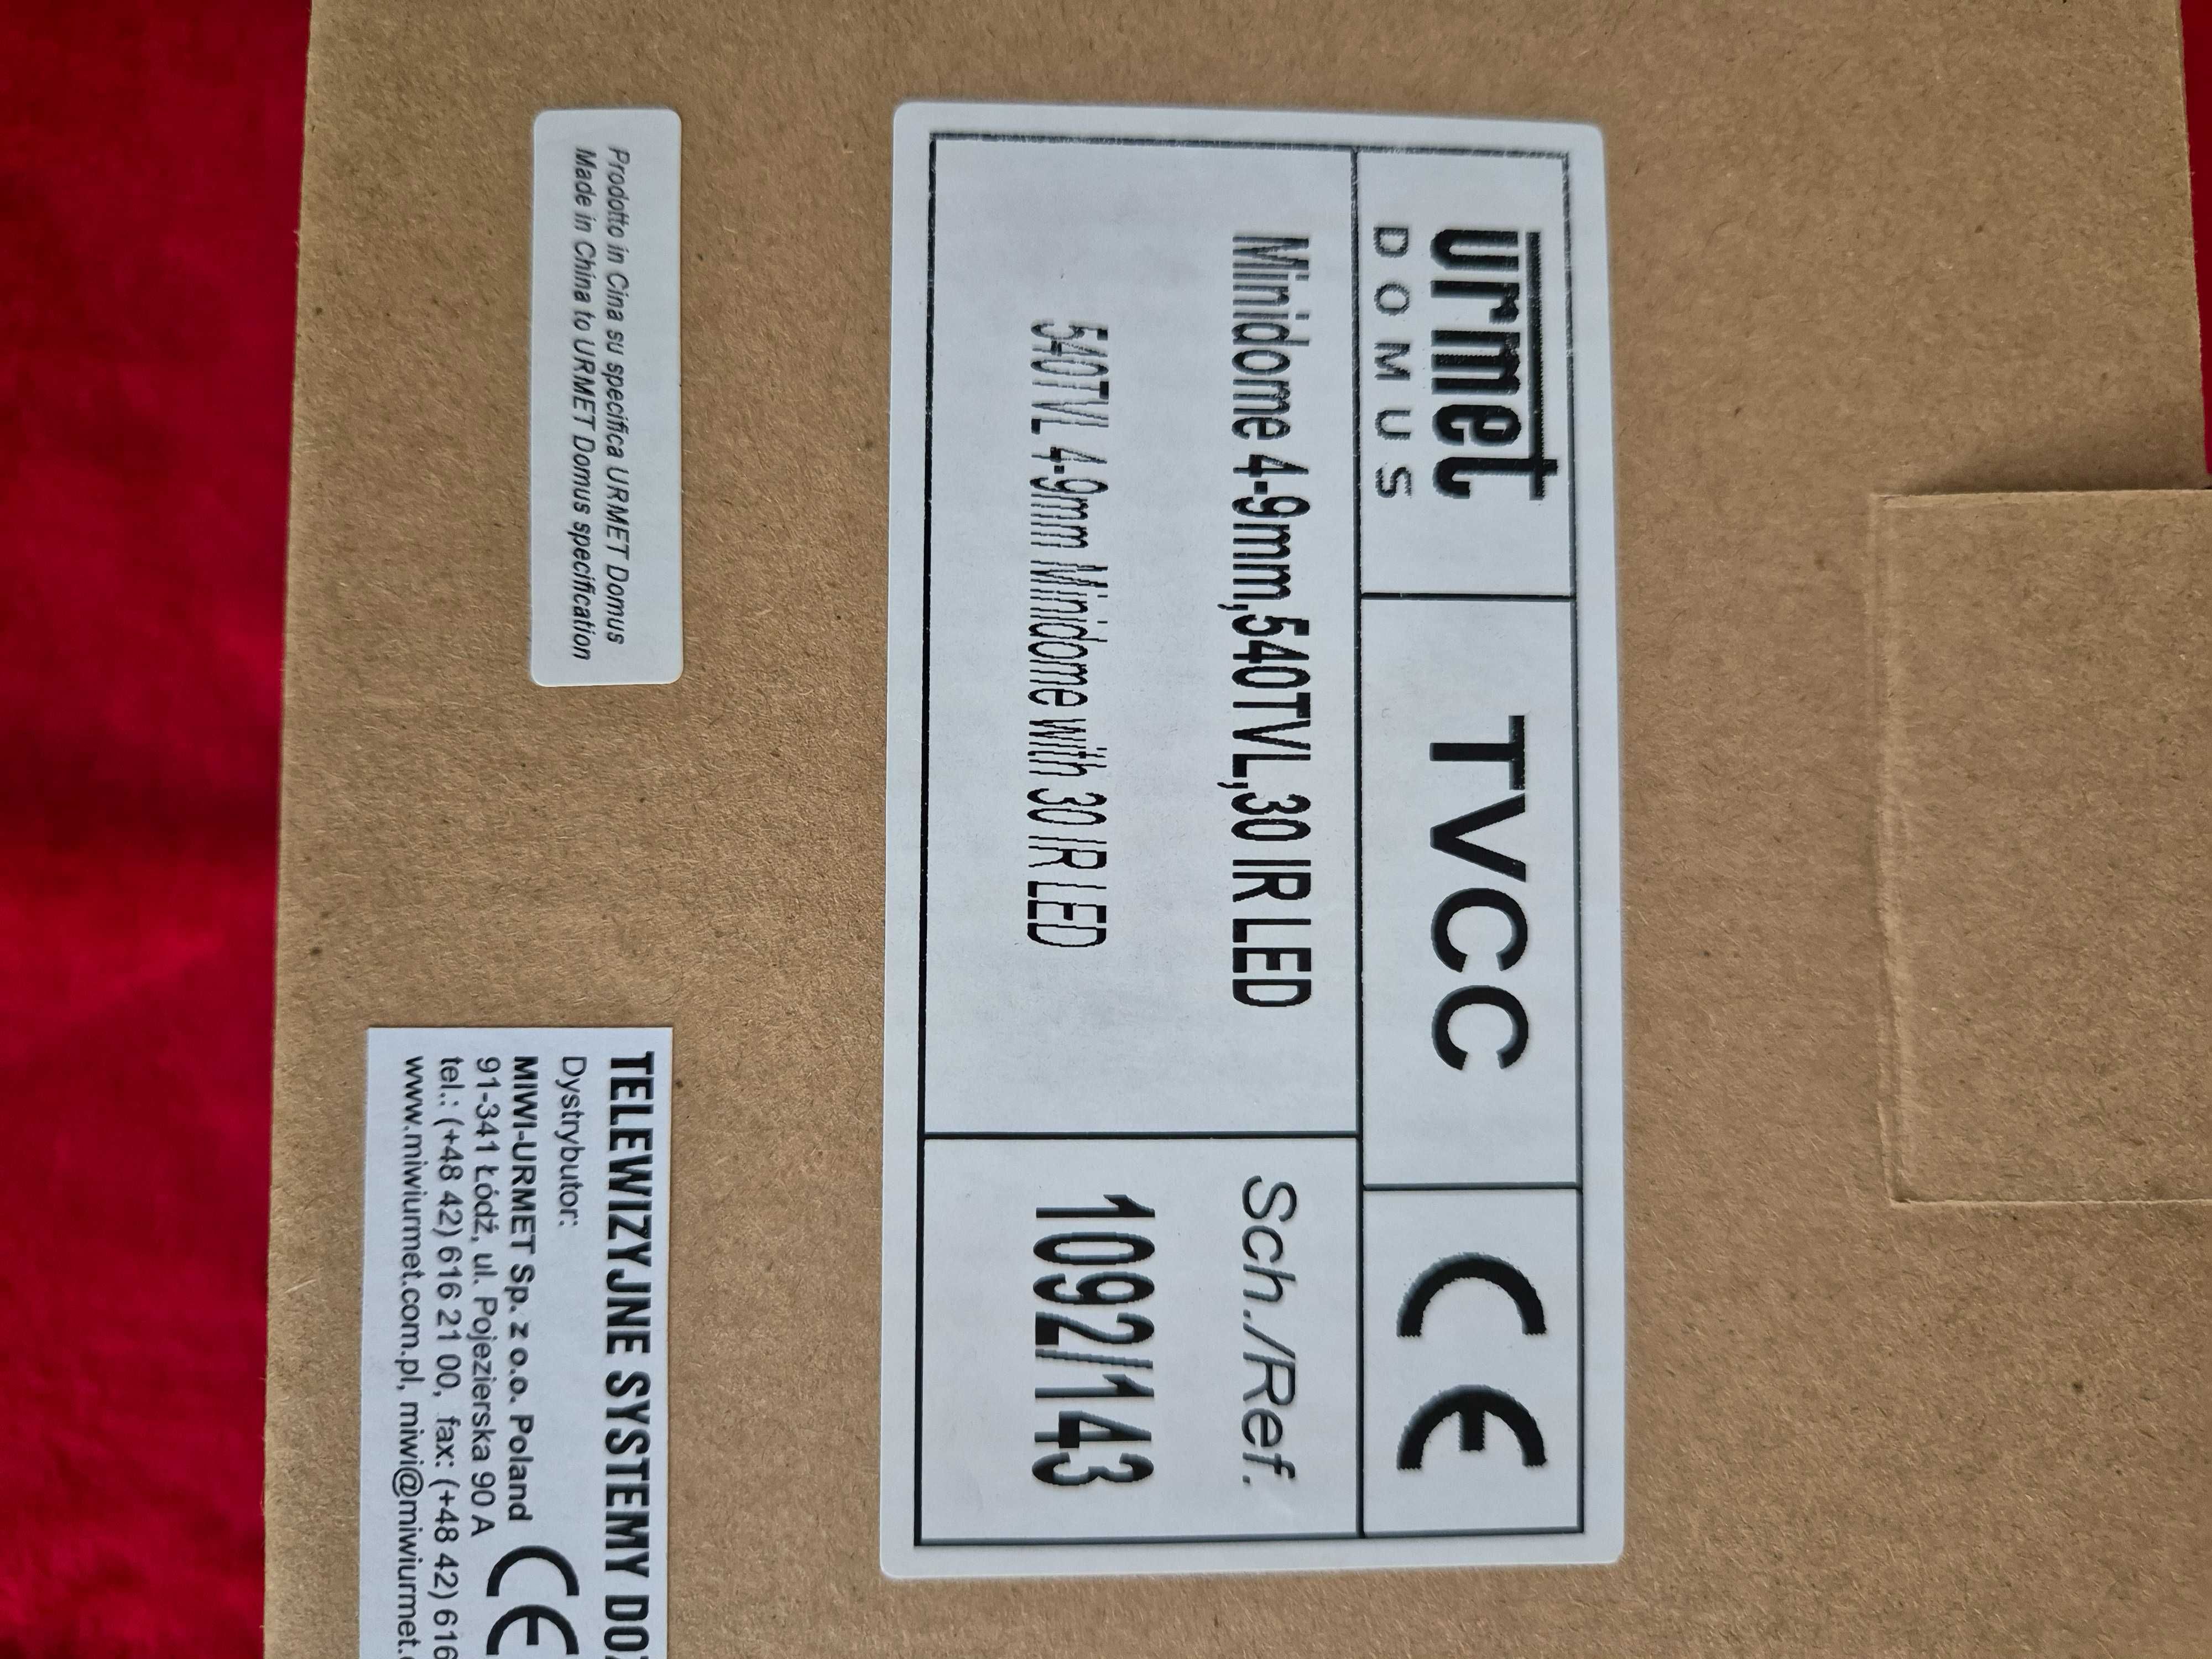 urmet
DOMUS
TVCC
CE
Minidome 4-9mm,540TVL,30 IR LED
540TVL 4-9mm Minidome with 30 IR LED
Sch./Ref.
1092/143
Prodotto in Cina su specifica URMET Domus
Made in China to URMET Domus specification
TELEWIZYJNE SYSTEMY DOZ
Dystrybutor:
MIWI-URMET Sp. z o.o. Poland
91-341 Łódź, ul. Pojezierska 90 A
tel.: (+48 42) 616 21 00, fax: (+48 42) 616
www.miwiurmet.com.pl, miwi@miwiurmet.
CE